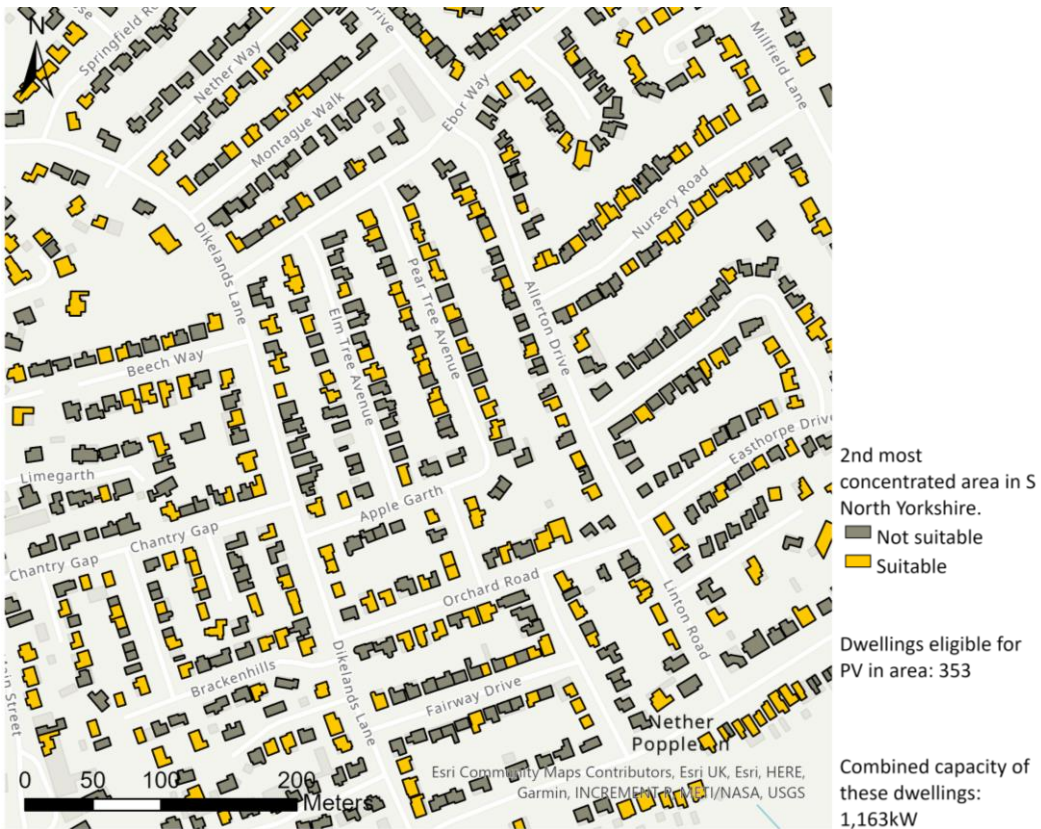 N
Springfield Ro
Drive
Nether Way
Montague Walk
Ebor Way
Millfield Lane
Nursery Road
Dikelands Lane
Pear Tree Avenue
Elm Tree Avenue
Allerton Drive
Beech Way
Easthorpe Drive
Limegarth
Apple Garth
Chantry Gap
Chantry Gap
Orchard Road
Linton Road
Brackenhills
Dikelands Lane
Fairway Drive
Main Street
Nether
Poppleton
Esri Community Maps Contributors, Esri UK, Esri, HERE,
Garmin, INCREMENT P, METI/NASA, USGS
0 50 100 200
Meters
2nd most
concentrated area in S
North Yorkshire.
Not suitable
Suitable
Dwellings eligible for
PV in area: 353
Combined capacity of
these dwellings:
1,163kW